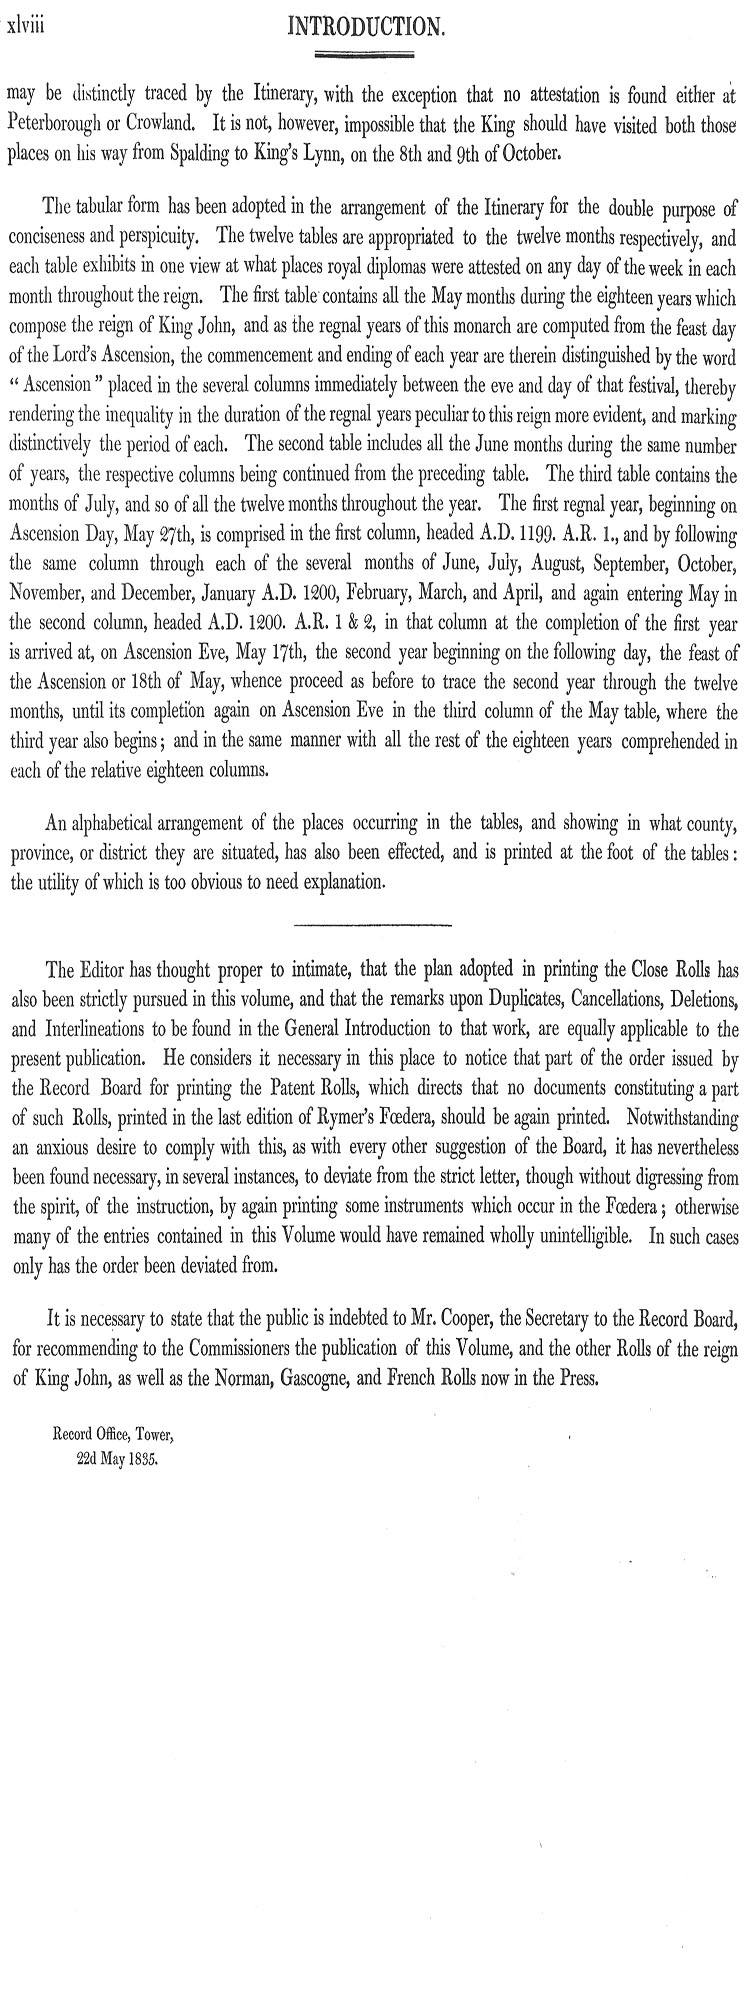 xlviii INTRODUCTION.
may be distinctly traced by the Itinerary, with the exception that no attestation is found either at
Peterborough or Crowland. It is not, however, impossible that the King should have visited both those
places on his way from Spalding to King's Lynn, on the 8th and 9th of October.
The tabular form has been adopted in the arrangement of the Itinerary for the double purpose of
conciseness and perspicuity. The twelve tables are appropriated to the twelve months respectively, and
each table exhibits in one view at what places royal diplomas were attested on any day of the week in each
month throughout the reign. The first table contains all the May months during the eighteen years which
compose the reign of King John, and as the regnal years of this monarch are computed from the feast day
of the Lord's Ascension, the commencement and ending of each year are therein distinguished by the word
“ Ascension ” placed in the several columns immediately between the eve and day of that festival, thereby
rendering the inequality in the duration of the regnal years peculiar to this reign more evident, and marking
distinctively the period of each. The second table includes all the June months during the same number
of years, the respective columns being continued from the preceding table. The third table contains the
months of July, and so of all the twelve months throughout the year. The first regnal year, beginning on
Ascension Day, May 27th, is comprised in the first column, headed A.D. 1199. A.R. 1., and by following
the same column through each of the several months of June, July, August, September, October,
November, and December, January A.D. 1200, February, March, and April, and again entering May in
the second column, headed A.D. 1200. A.R. 1 & 2, in that column at the completion of the first year
is arrived at, on Ascension Eve, May 17th, the second year beginning on the following day, the feast of
the Ascension or 18th of May, whence proceed as before to trace the second year through the twelve
months, until its completion again on Ascension Eve in the third column of the May table, where the
third year also begins; and in the same manner with all the rest of the eighteen years comprehended in
each of the relative eighteen columns.
An alphabetical arrangement of the places occurring in the tables, and showing in what county,
province, or district they are situated, has also been effected, and is printed at the foot of the tables:
the utility of which is too obvious to need explanation.
The Editor has thought proper to intimate, that the plan adopted in printing the Close Rolls has
also been strictly pursued in this volume, and that the remarks upon Duplicates, Cancellations, Deletions,
and Interlineations to be found in the General Introduction to that work, are equally applicable to the
present publication. He considers it necessary in this place to notice that part of the order issued by
the Record Board for printing the Patent Rolls, which directs that no documents constituting a part
of such Rolls, printed in the last edition of Rymer's Fœdera, should be again printed. Notwithstanding
an anxious desire to comply with this, as with every other suggestion of the Board, it has nevertheless
been found necessary, in several instances, to deviate from the strict letter, though without digressing from
the spirit, of the instruction, by again printing some instruments which occur in the Fœdera; otherwise
many of the entries contained in this Volume would have remained wholly unintelligible. In such cases
only has the order been deviated from.
It is necessary to state that the public is indebted to Mr. Cooper, the Secretary to the Record Board,
for recommending to the Commissioners the publication of this Volume, and the other Rolls of the reign
of King John, as well as the Norman, Gascogne, and French Rolls now in the Press.
Record Office, Tower,
22d May 1835.